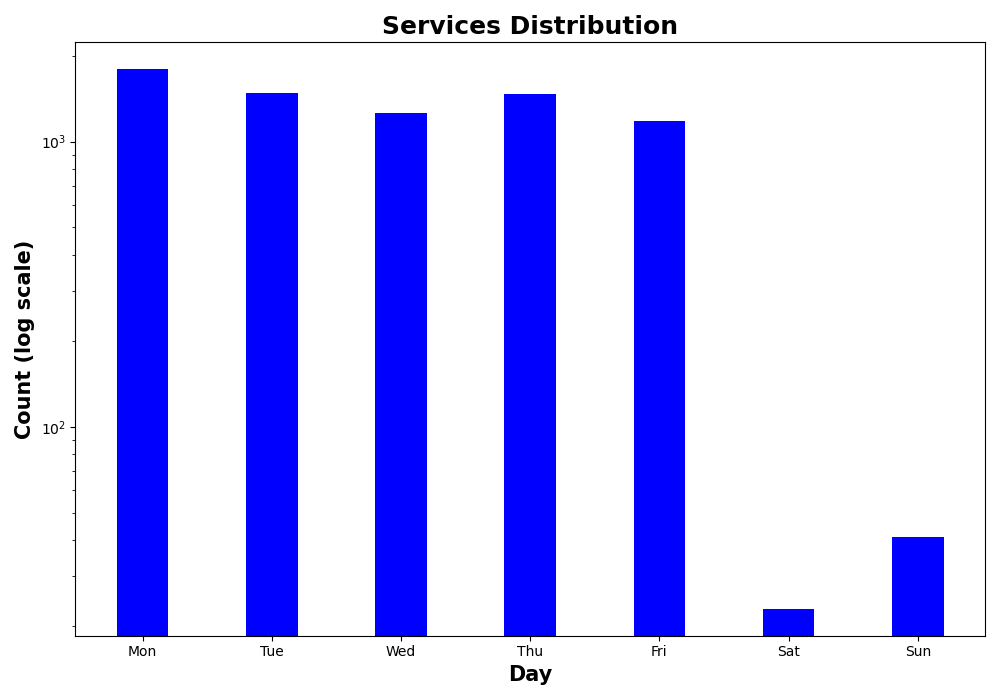 Services Distribution
Count (log scale)
10³
10²
Mon Tue Wed Thu Fri Sat Sun
Day